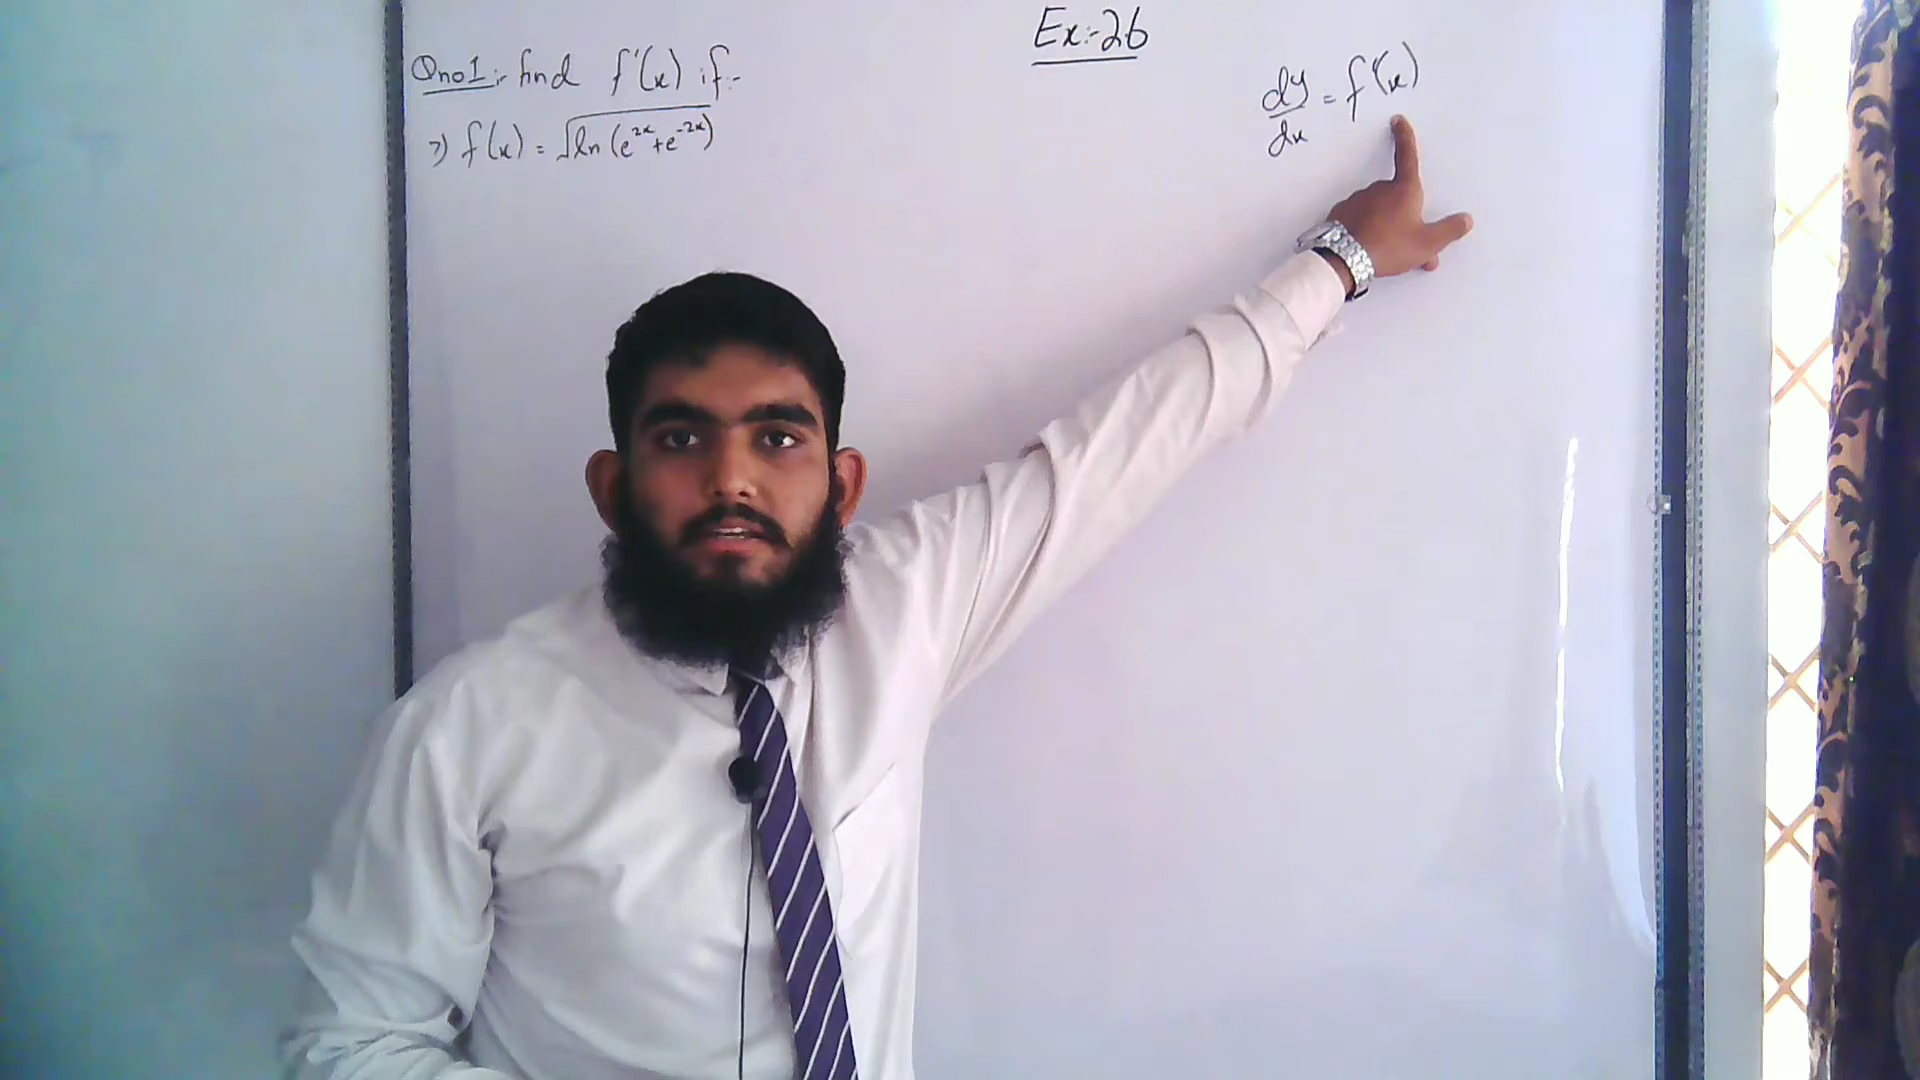 Ex:-26
Qno1:- find f'(x) if:-
7) f(x) = √ln(e^2x + e^-2x)
dy/dx = f'(x)